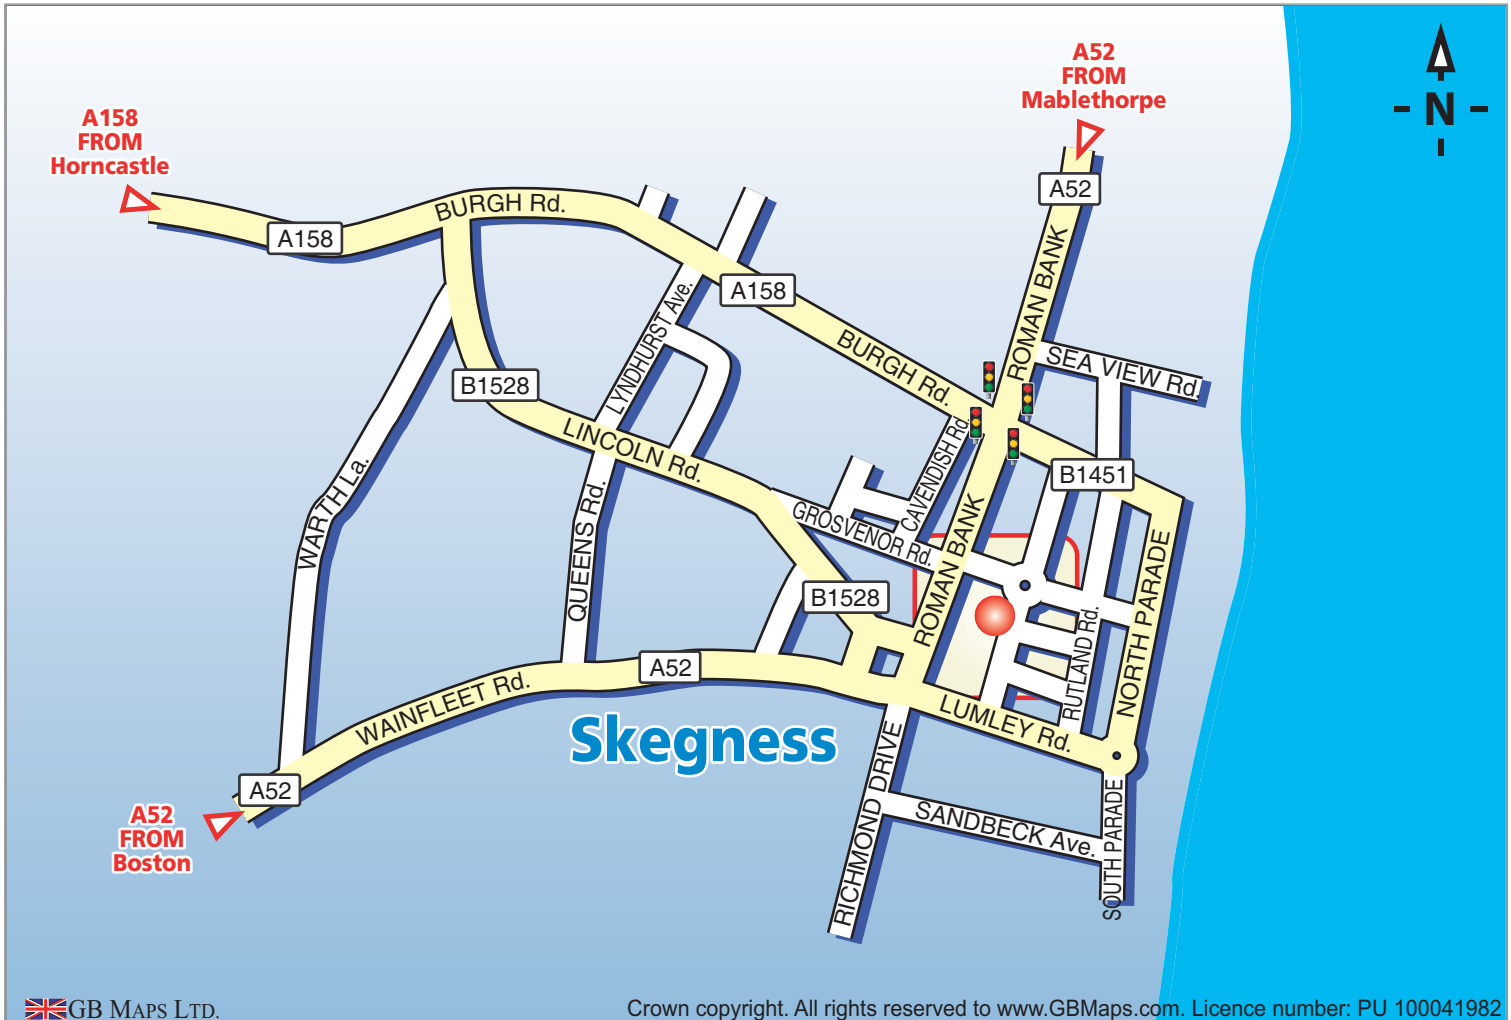 A52
FROM
Mablethorpe
N
A158
FROM
Horncastle
A52
BURGH Rd.
A158
A158
ROMAN BANK
LYNDHURST Ave.
BURGH Rd.
SEA VIEW Rd.
B1528
LINCOLN Rd.
CAVENDISH Rd.
B1451
WARTH La.
QUEENS Rd.
GROSVENOR Rd.
ROMAN BANK
B1528
NORTH PARADE
RUTLAND Rd.
A52
WAINFLEET Rd.
LUMLEY Rd.
Skegness
A52
RICHMOND DRIVE
SANDBECK Ave.
SOUTH PARADE
A52
FROM
Boston
GB MAPS LTD.
Crown copyright. All rights reserved to www.GBMaps.com. Licence number: PU 100041982